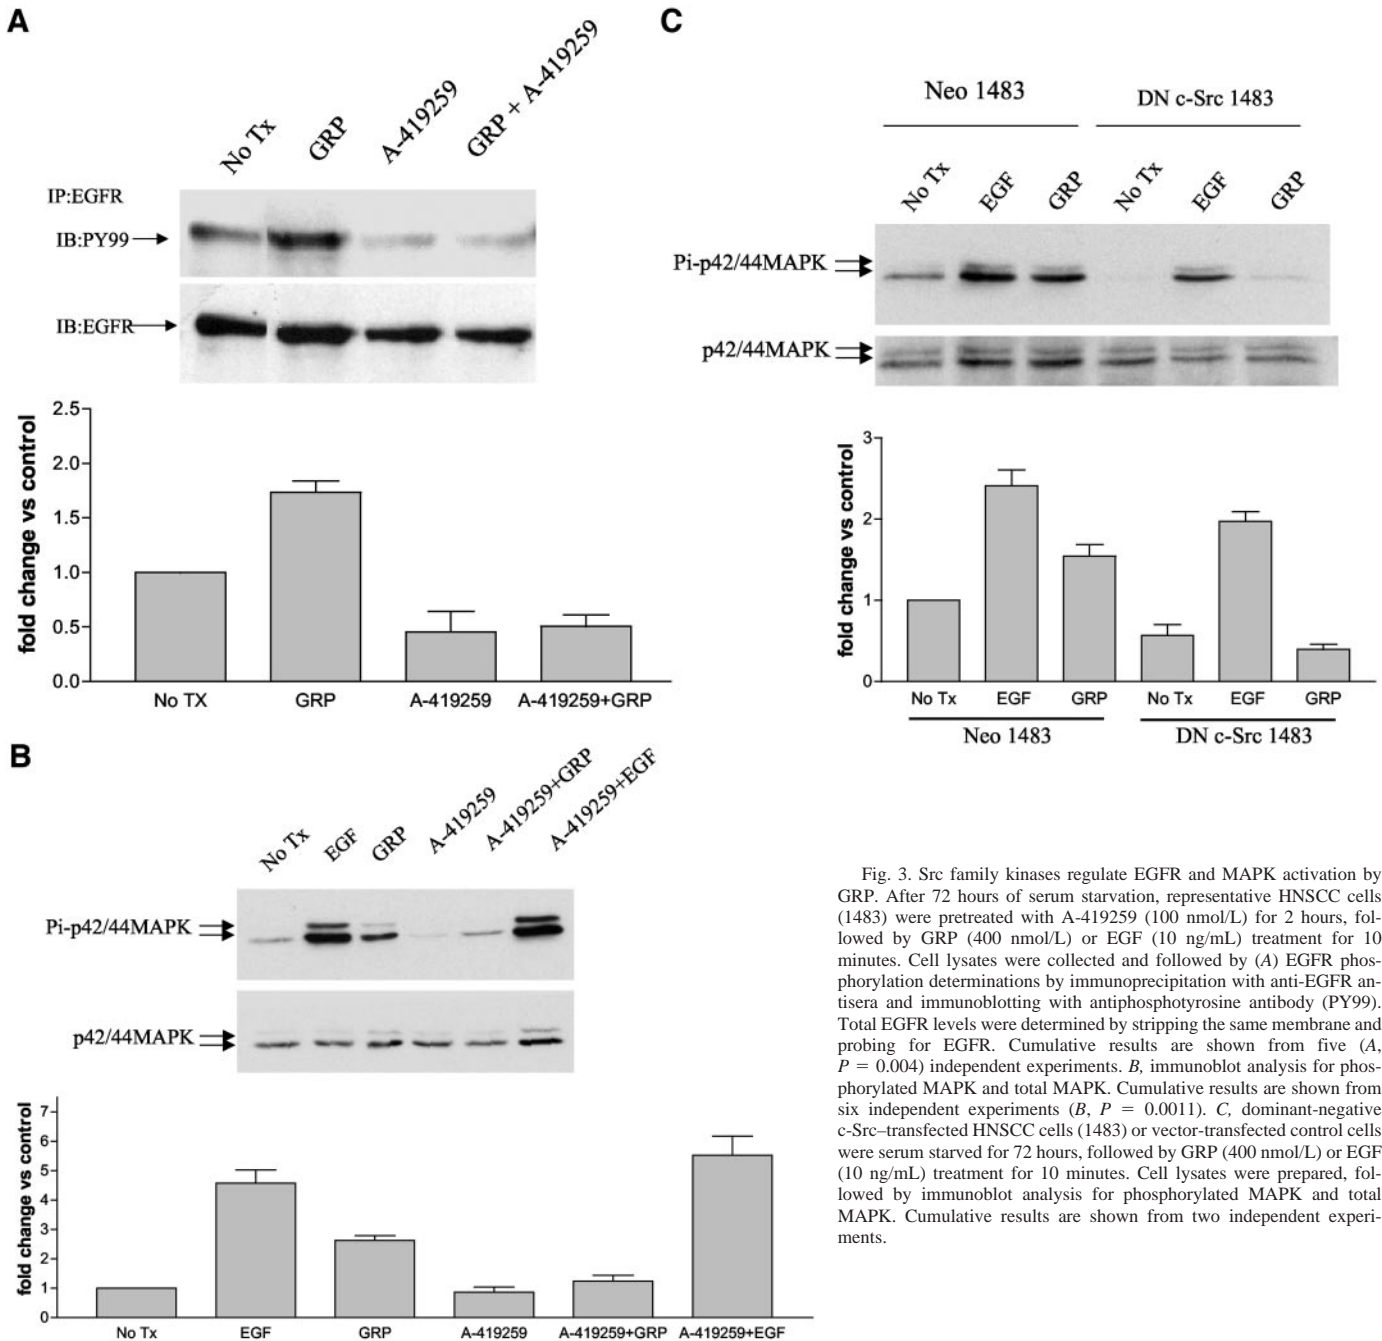 A
No Tx
GRP
A-419259
GRP + A-419259
IP:EGFR
IB:PY99
IB:EGFR
fold change vs control
2.5
2.0
1.5
1.0
0.5
0.0
No TX
GRP
A-419259
A-419259+GRP
B
No Tx
EGF
GRP
A-419259
A-419259+GRP
A-419259+EGF
Pi-p42/44MAPK
p42/44MAPK
fold change vs control
7
6
5
4
3
2
1
0
No Tx
EGF
GRP
A-419259
A-419259+GRP
A-419259+EGF
C
Neo 1483
DN c-Src 1483
No Tx
EGF
GRP
No Tx
EGF
GRP
Pi-p42/44MAPK
p42/44MAPK
fold change vs control
3
2
1
0
No Tx
EGF
GRP
No Tx
EGF
GRP
Neo 1483
DN c-Src 1483
Fig. 3. Src family kinases regulate EGFR and MAPK activation by
GRP. After 72 hours of serum starvation, representative HNSCC cells
(1483) were pretreated with A-419259 (100 nmol/L) for 2 hours, fol-
lowed by GRP (400 nmol/L) or EGF (10 ng/mL) treatment for 10
minutes. Cell lysates were collected and followed by (A) EGFR phos-
phorylation determinations by immunoprecipitation with anti-EGFR an-
tisera and immunoblotting with antiphosphotyrosine antibody (PY99).
Total EGFR levels were determined by stripping the same membrane and
probing for EGFR. Cumulative results are shown from five (A,
P = 0.004) independent experiments. B, immunoblot analysis for phos-
phorylated MAPK and total MAPK. Cumulative results are shown from
six independent experiments (B, P = 0.0011). C, dominant-negative
c-Src–transfected HNSCC cells (1483) or vector-transfected control cells
were serum starved for 72 hours, followed by GRP (400 nmol/L) or EGF
(10 ng/mL) treatment for 10 minutes. Cell lysates were prepared, fol-
lowed by immunoblot analysis for phosphorylated MAPK and total
MAPK. Cumulative results are shown from two independent experi-
ments.